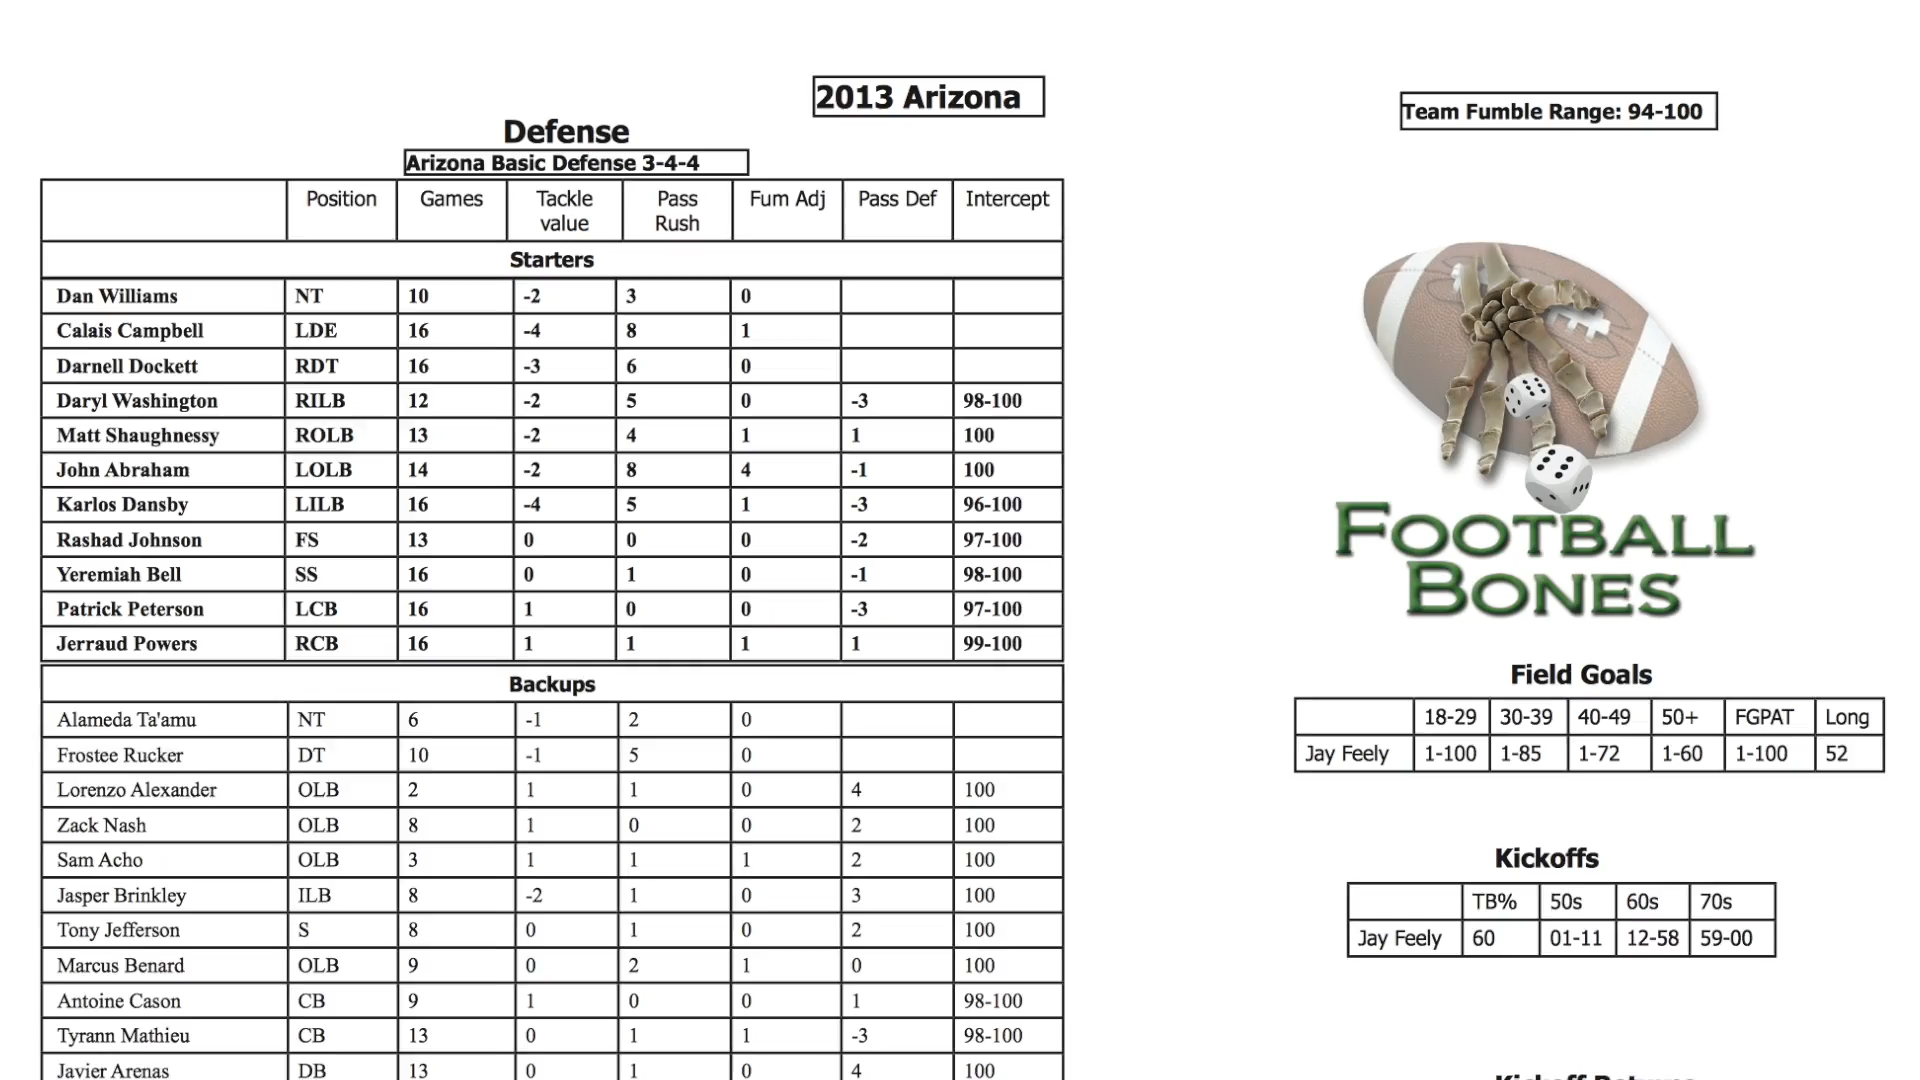 2013 Arizona
Team Fumble Range: 94-100
Defense
Arizona Basic Defense 3-4-4
Position Games Tackle value Pass Rush Fum Adj Pass Def Intercept
Starters
Dan Williams NT 10 -2 3 0
Calais Campbell LDE 16 -4 8 1
Darnell Dockett RDT 16 -3 6 0
Daryl Washington RILB 12 -2 5 0 -3 98-100
Matt Shaughnessy ROLB 13 -2 4 1 1 100
John Abraham LOLB 14 -2 8 4 -1 100
Karlos Dansby LILB 16 -4 5 1 -3 96-100
Rashad Johnson FS 13 0 0 0 -2 97-100
Yeremiah Bell SS 16 0 1 0 -1 98-100
Patrick Peterson LCB 16 1 0 0 -3 97-100
Jerraud Powers RCB 16 1 1 1 1 99-100
Backups
Alameda Ta'amu NT 6 -1 2 0
Frostee Rucker DT 10 -1 5 0
Lorenzo Alexander OLB 2 1 1 0 4 100
Zack Nash OLB 8 1 0 0 2 100
Sam Acho OLB 3 1 1 1 2 100
Jasper Brinkley ILB 8 -2 1 0 3 100
Tony Jefferson S 8 0 1 0 2 100
Marcus Benard OLB 9 0 2 1 0 100
Antoine Cason CB 9 1 0 0 1 98-100
Tyrann Mathieu CB 13 0 1 1 -3 98-100
Javier Arenas DB 13 0 1 0 4 100
FOOTBALL
BONES
Field Goals
18-29 30-39 40-49 50+ FGPAT Long
Jay Feely 1-100 1-85 1-72 1-60 1-100 52
Kickoffs
TB% 50s 60s 70s
Jay Feely 60 01-11 12-58 59-00
Kickoff Returns